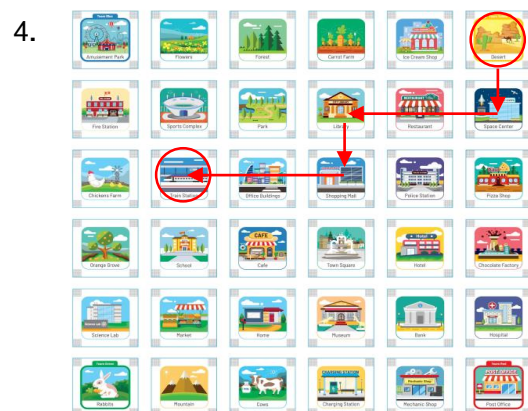 4.
Amusement Park Flowers Forest Carrot Farm Ice Cream Shop Desert
Fire Station Sports Complex Park Library Restaurant Space Center
Chickens Farm Train Station Office Buildings Shopping Mall Police Station Pizza Shop
Orange Grove School Cafe Town Square Hotel Chocolate Factory
CAFE
Hotel
Science Lab Market Home Museum Bank Hospital
Rabbits Mountain Cows Charging Station Mechanic Shop Post Office